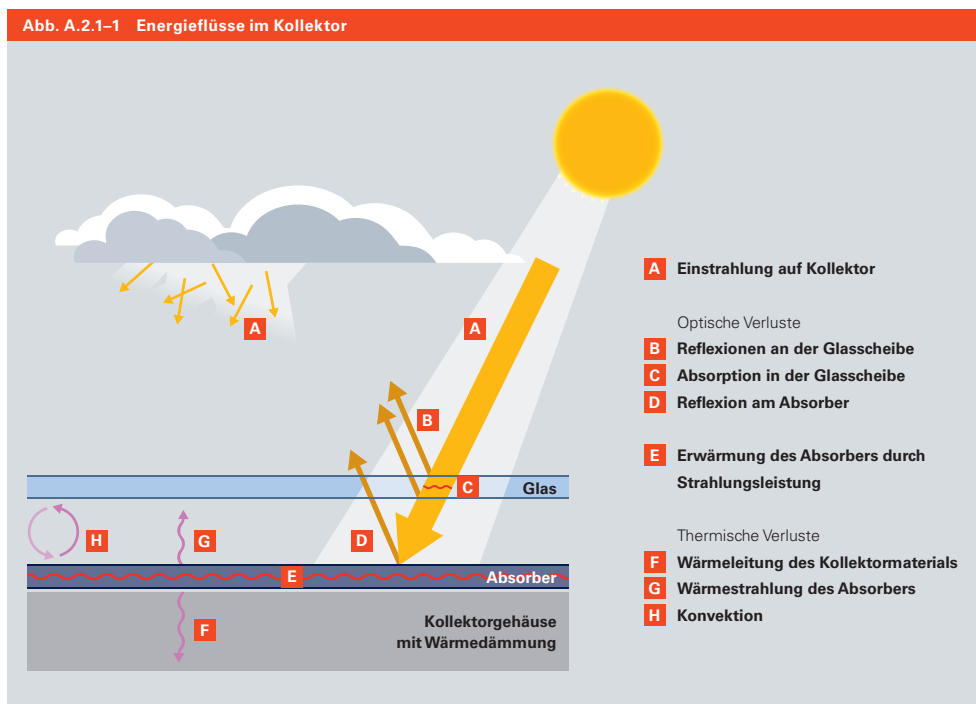 Abb. A.2.1–1 Energieflüsse im Kollektor
A Einstrahlung auf Kollektor
Optische Verluste
B Reflexionen an der Glasscheibe
C Absorption in der Glasscheibe
D Reflexion am Absorber
E Erwärmung des Absorbers durch
Strahlungsleistung
Thermische Verluste
F Wärmeleitung des Kollektormaterials
G Wärmestrahlung des Absorbers
H Konvektion
A
A
B
C
Glas
H
G
D
E
Absorber
F
Kollektorgehäuse
mit Wärmedämmung